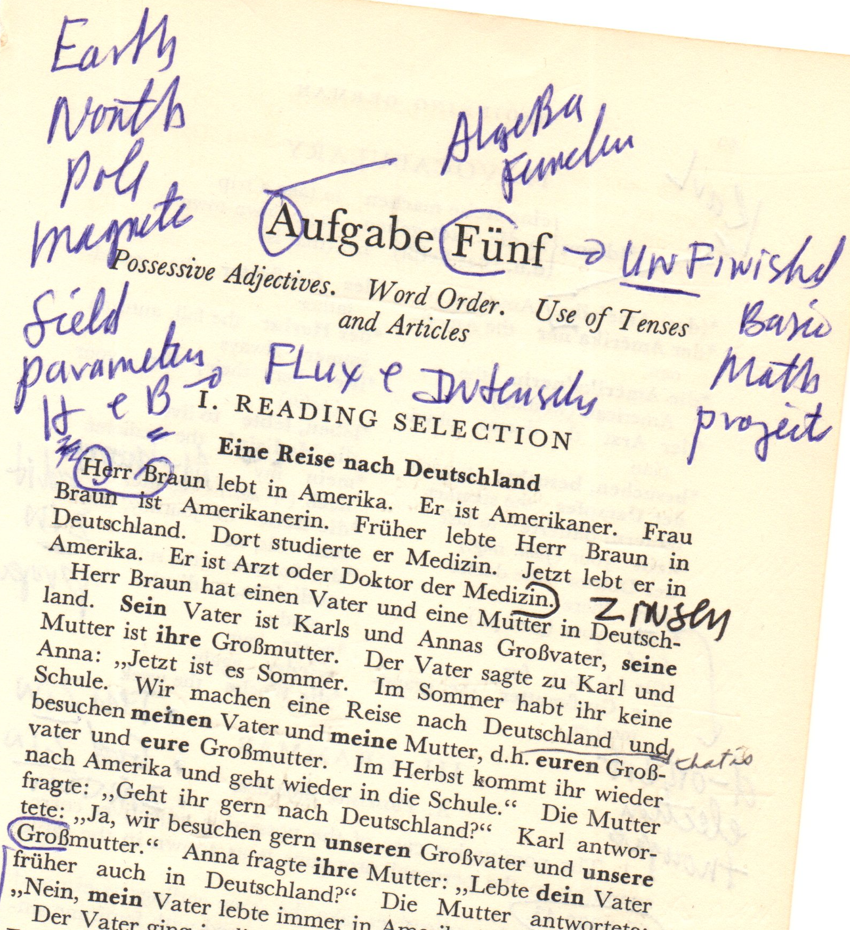 Earth
North
Pole
Magnetic
field
parameters
H e B
Algebra
Aufgabe Fünf
UNFinishd
Basic
Math
project
Possessive Adjectives. Word Order. Use of Tenses
and Articles
FLUX e
I. READING SELECTION
Eine Reise nach Deutschland
Herr Braun lebt in Amerika. Er ist Amerikaner. Frau
Braun ist Amerikanerin. Früher lebte Herr Braun in
Deutschland. Dort studierte er Medizin. Jetzt lebt er in
Amerika. Er ist Arzt oder Doktor der Medizin.
Herr Braun hat einen Vater und eine Mutter in Deutsch-
land. Sein Vater ist Karls und Annas Großvater, seine
Mutter ist ihre Großmutter. Der Vater sagte zu Karl und
Anna: „Jetzt ist es Sommer. Im Sommer habt ihr keine
Schule. Wir machen eine Reise nach Deutschland und
besuchen meinen Vater und meine Mutter, d.h. euren Groß-
vater und eure Großmutter. Im Herbst kommt ihr wieder
nach Amerika und geht wieder in die Schule.“ Die Mutter
fragte: „Geht ihr gern nach Deutschland?“ Karl antwor-
tete: „Ja, wir besuchen gern unseren Großvater und unsere
Großmutter.“ Anna fragte ihre Mutter: „Lebte dein Vater
früher auch in Deutschland?“ Die Mutter antwortete:
„Nein, mein Vater lebte immer in
Der Vater ging